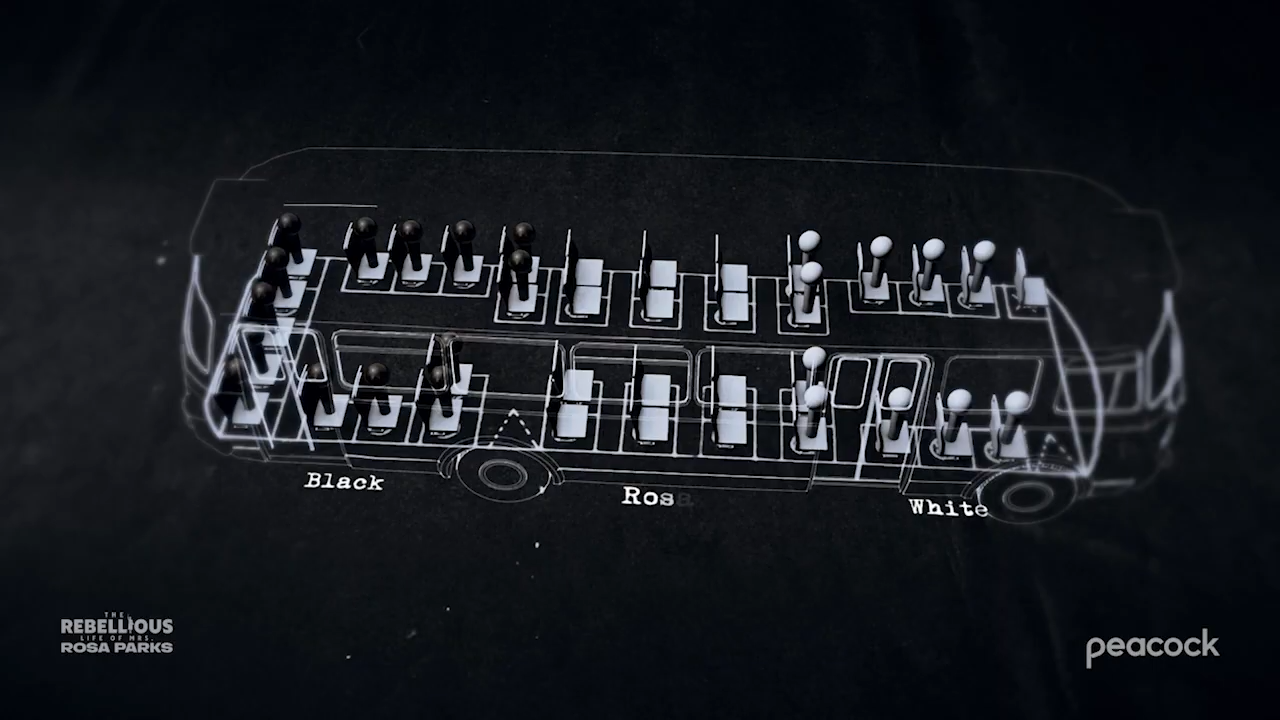 Black
Rosa
White
THE
REBELLIOUS
LIFE OF MRS.
ROSA PARKS
peacock